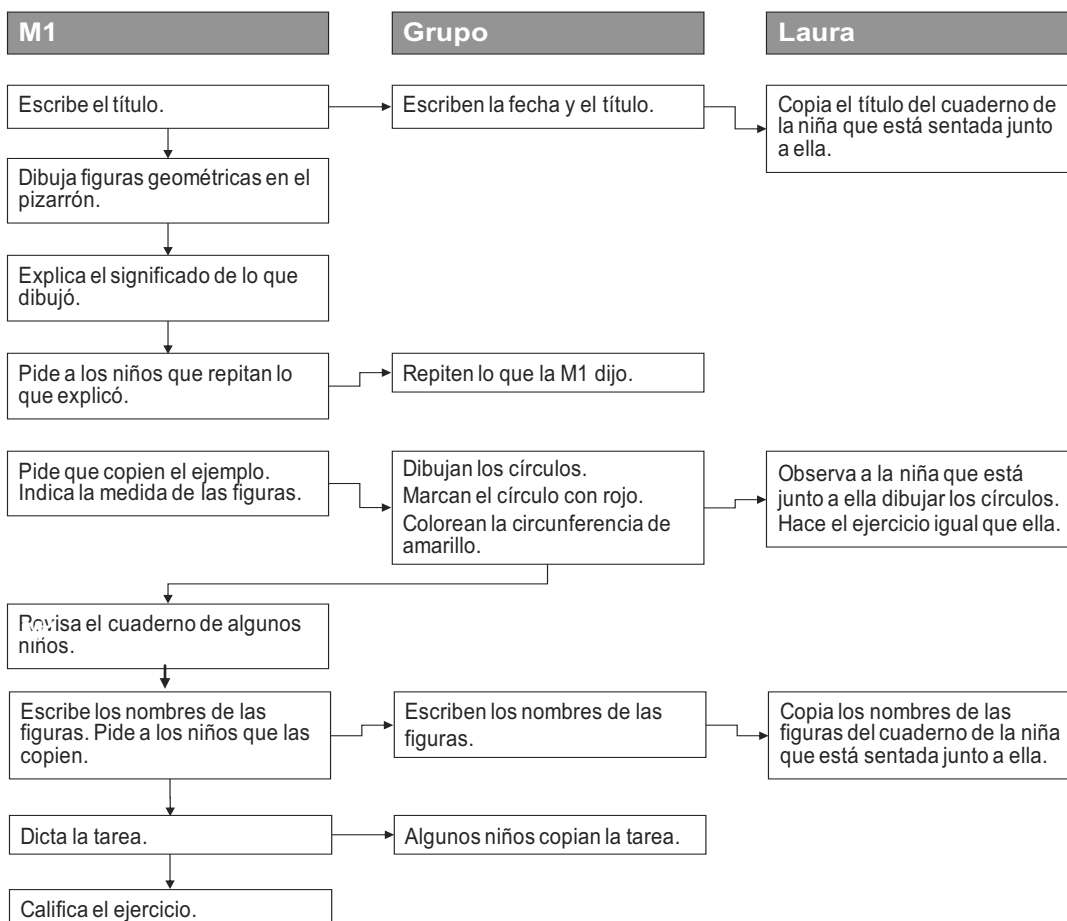 M1
Grupo
Laura
Escribe el título.
Escriben la fecha y el título.
Copia el título del cuaderno de
la niña que está sentada junto
a ella.
Dibuja figuras geométricas en el
pizarrón.
Explica el significado de lo que
dibujó.
Pide a los niños que repitan lo
que explicó.
Repiten lo que la M1 dijo.
Pide que copien el ejemplo.
Indica la medida de las figuras.
Dibujan los círculos.
Marcan el círculo con rojo.
Colorean la circunferencia de
amarillo.
Observa a la niña que está
junto a ella dibujar los círculos.
Hace el ejercicio igual que ella.
Revisa el cuaderno de algunos
niños.
Escribe los nombres de las
figuras. Pide a los niños que las
copien.
Escriben los nombres de las
figuras.
Copia los nombres de las
figuras del cuaderno de la niña
que está sentada junto a ella.
Dicta la tarea.
Algunos niños copian la tarea.
Califica el ejercicio.